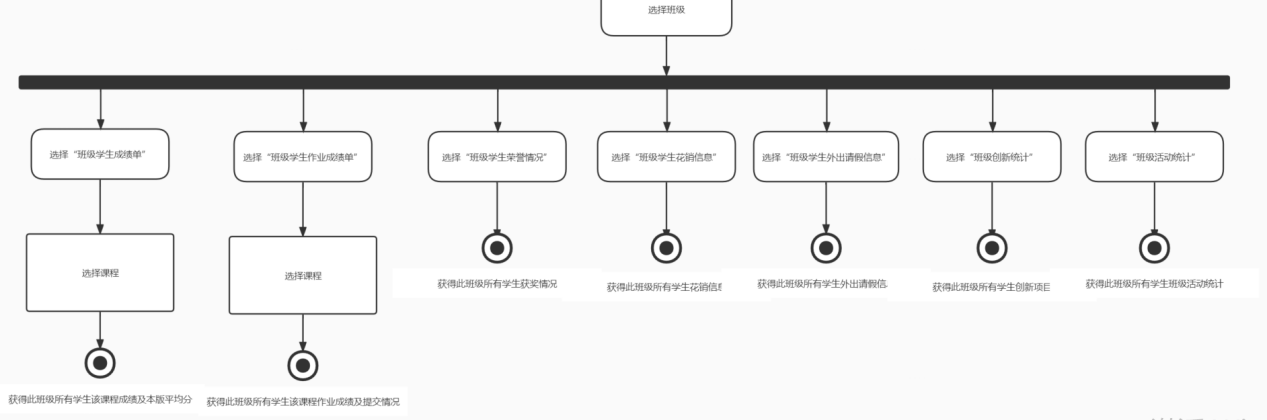 选择班级
选择“班级学生成绩单”
选择“班级学生作业成绩单”
选择“班级学生荣誉情况”
选择“班级学生花销信息”
选择“班级学生外出请假信息”
选择“班级创新统计”
选择“班级活动统计”
选择课程
选择课程
获得此班级所有学生获奖情况
获得此班级所有学生花销信
获得此班级所有学生外出请假信
获得此班级所有学生创新项目
获得此班级所有学生班级活动统计
获得此班级所有学生该课程成绩及本版平均分
获得此班级所有学生该课程作业成绩及提交情况